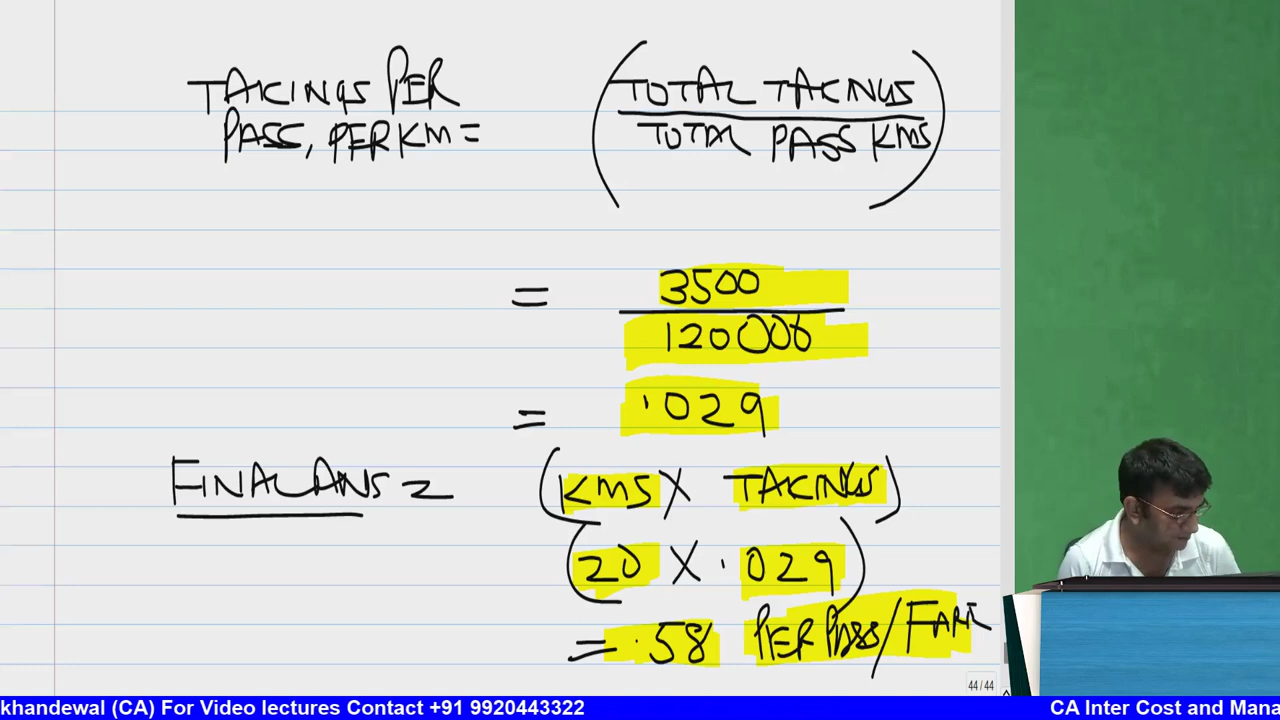 TAKINGS PER
PASS, PER KM =
(TOTAL TAKINGS
TOTAL PASS KMS)
= 3500
120000
= .029
FINAL ANS = (KMS X TAKINGS)
(20 X .029)
= .58 PER PASS/FARE
44 / 44
khandewal (CA) For Video lectures Contact +91 9920443322
CA Inter Cost and Mana